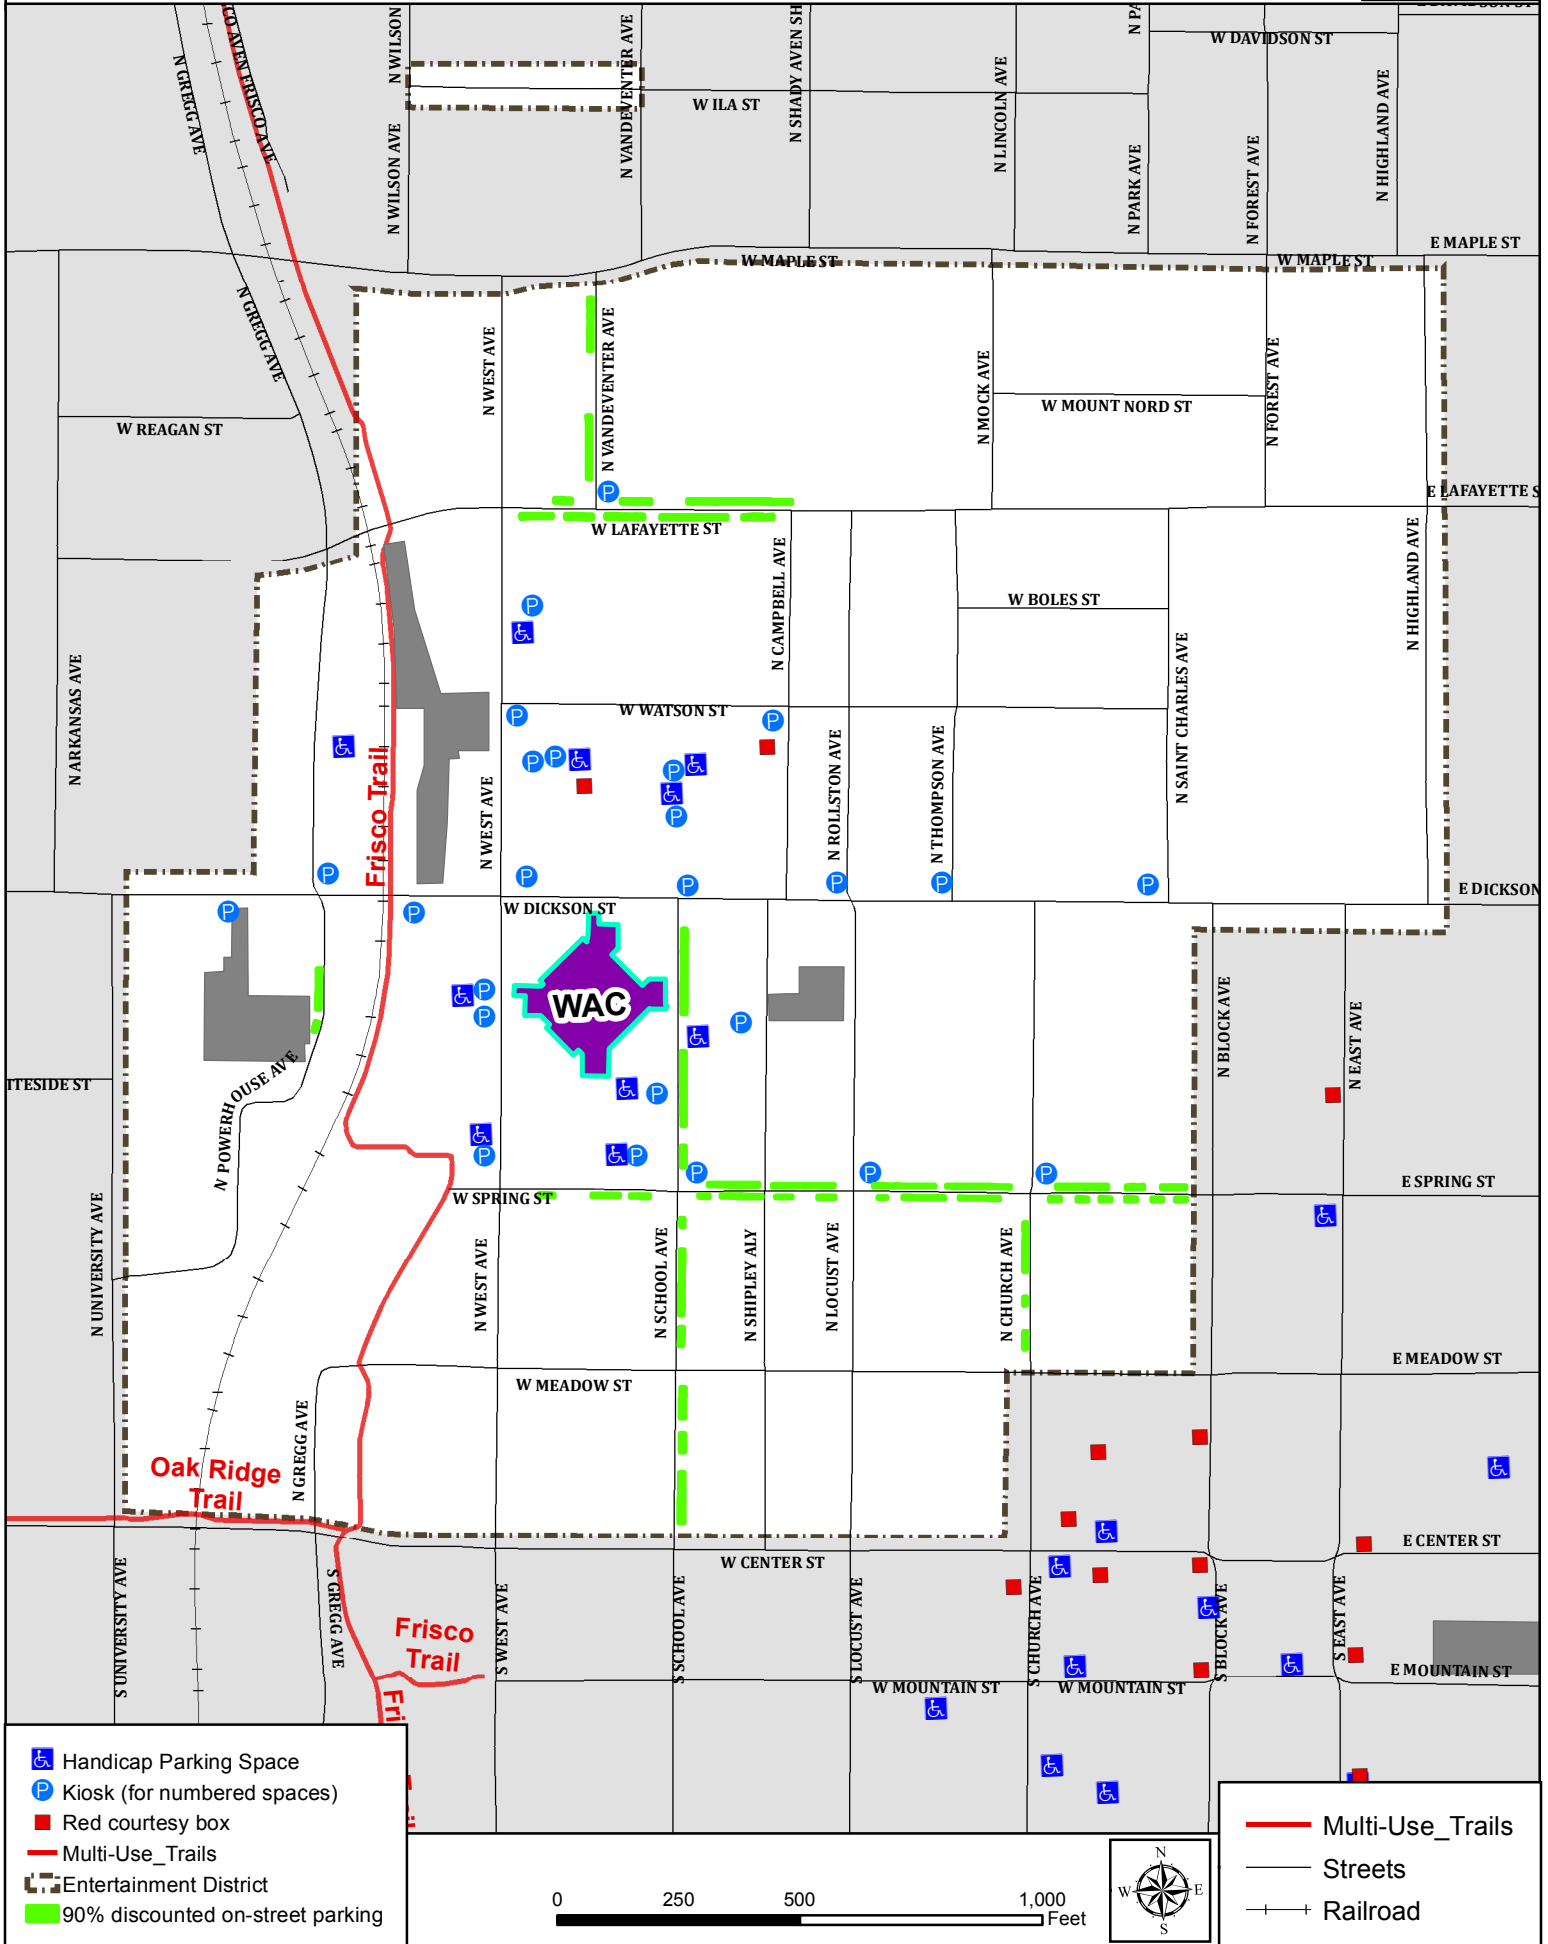 W DAVIDSON ST
N WILSON
N VANDEVENTER AVE
N SHADY AVEN SH
N LINCOLN AVE
N PA
CO AVEN FRISCO AVE
N GREGG AVE
W ILA ST
N WILSON AVE
N PARK AVE
N FOREST AVE
N HIGHLAND AVE
W MAPLE ST
W MAPLE ST
E MAPLE ST
N GREGG AVE
N WEST AVE
N VANDEVENTER AVE
N MOCK AVE
W MOUNT NORD ST
N FOREST AVE
W REAGAN ST
P
E LAFAYETTE S
W LAFAYETTE ST
N CAMPBELL AVE
N HIGHLAND AVE
P
W BOLES ST
N ARKANSAS AVE
N SAINT CHARLES AVE
P
W WATSON ST
P
Frisco Trail
P
P
P
N WEST AVE
N ROLLSTON AVE
N THOMPSON AVE
P
P
P
P
P
P
P
E DICKSON
W DICKSON ST
P
P
P
WAC
P
P
N BLOCK AVE
N EAST AVE
ITESIDE ST
N POWERHOUSE AVE
P
P
P
P
P
P
W SPRING ST
E SPRING ST
N UNIVERSITY AVE
N WEST AVE
N SCHOOL AVE
N SHIPLEY ALY
N LOCUST AVE
N CHURCH AVE
E MEADOW ST
W MEADOW ST
N GREGG AVE
Oak Ridge
Trail
W CENTER ST
E CENTER ST
S UNIVERSITY AVE
S GREGG AVE
S WEST AVE
S SCHOOL AVE
S LOCUST AVE
S CHURCH AVE
S BLOCK AVE
S EAST AVE
Frisco
Trail
W MOUNTAIN ST
W MOUNTAIN ST
E MOUNTAIN ST
Fri
Handicap Parking Space
P Kiosk (for numbered spaces)
Red courtesy box
Multi-Use_Trails
Entertainment District
90% discounted on-street parking
0 250 500 1,000
Feet
N
W E
S
Multi-Use_Trails
Streets
Railroad